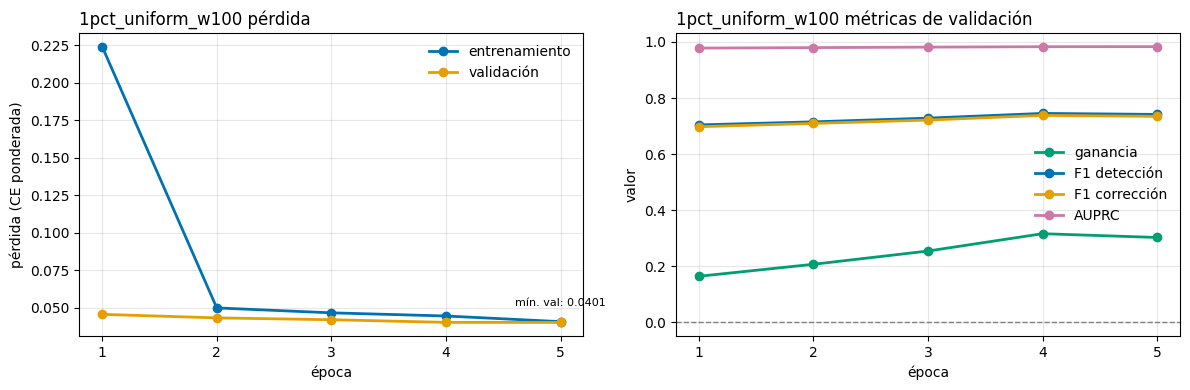 1pct_uniform_w100 pérdida
pérdida (CE ponderada)
0.225
0.200
0.175
0.150
0.125
0.100
0.075
0.050
entrenamiento
validación
mín. val: 0.0401
1 2 3 4 5
época
1pct_uniform_w100 métricas de validación
valor
1.0
0.8
0.6
0.4
0.2
0.0
ganancia
F1 detección
F1 corrección
AUPRC
1 2 3 4 5
época